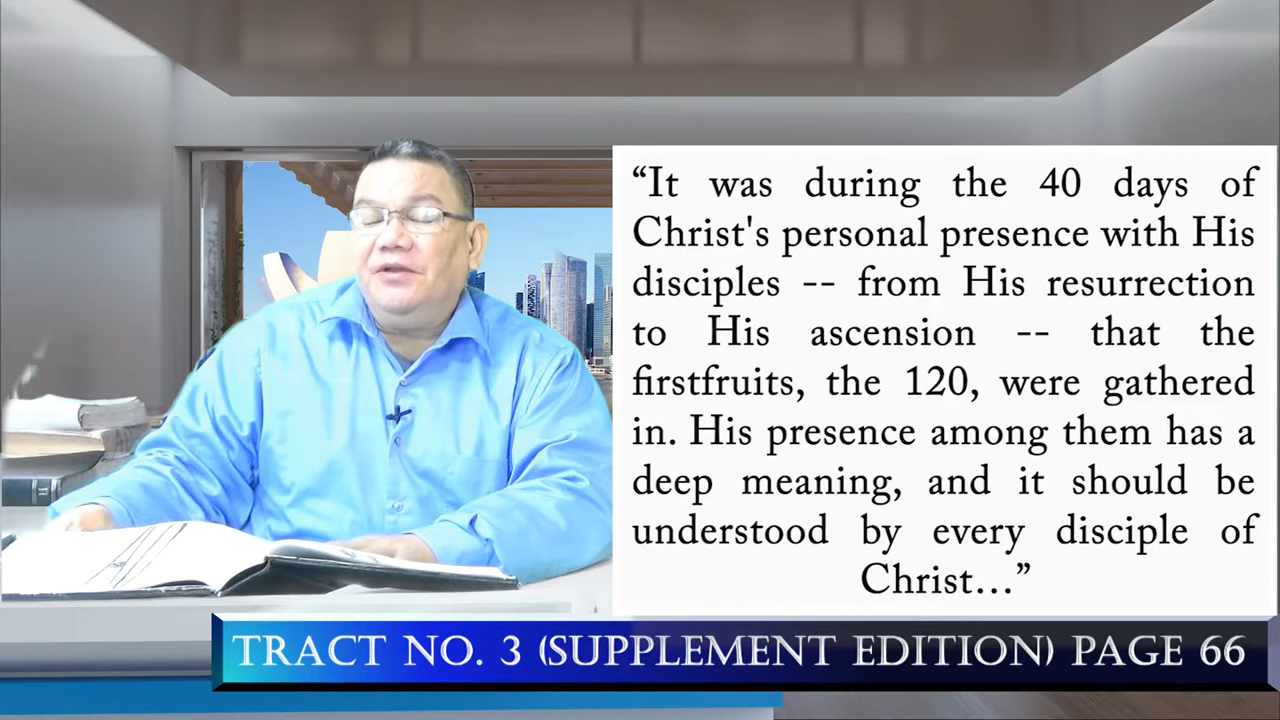 “It was during the 40 days of
Christ's personal presence with His
disciples -- from His resurrection
to His ascension -- that the
firstfruits, the 120, were gathered
in. His presence among them has a
deep meaning, and it should be
understood by every disciple of
Christ…”
TRACT NO. 3 (SUPPLEMENT EDITION) PAGE 66